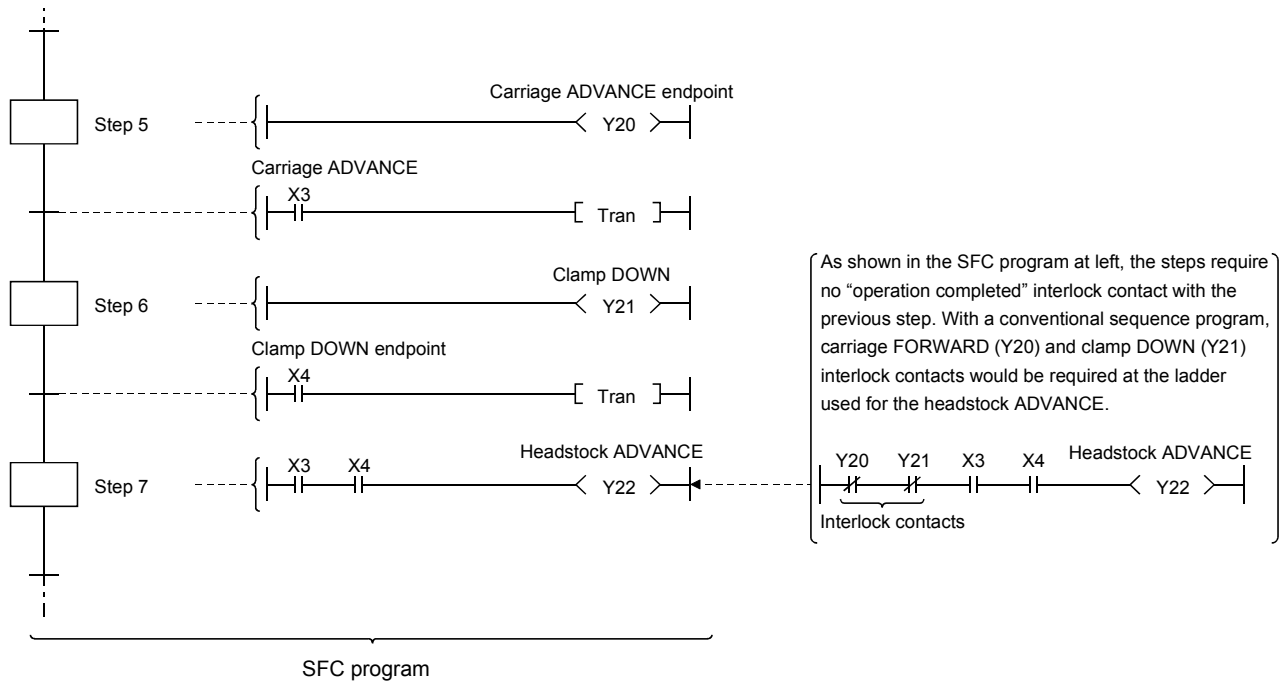 Carriage ADVANCE endpoint
Step 5
Y20
Carriage ADVANCE
X3
Tran
Clamp DOWN
Step 6
Y21
Clamp DOWN endpoint
X4
Tran
Headstock ADVANCE
X3 X4
Step 7
Y22
As shown in the SFC program at left, the steps require
no “operation completed” interlock contact with the
previous step. With a conventional sequence program,
carriage FORWARD (Y20) and clamp DOWN (Y21)
interlock contacts would be required at the ladder
used for the headstock ADVANCE.
Headstock ADVANCE
Y20 Y21 X3 X4
Y22
Interlock contacts
SFC program